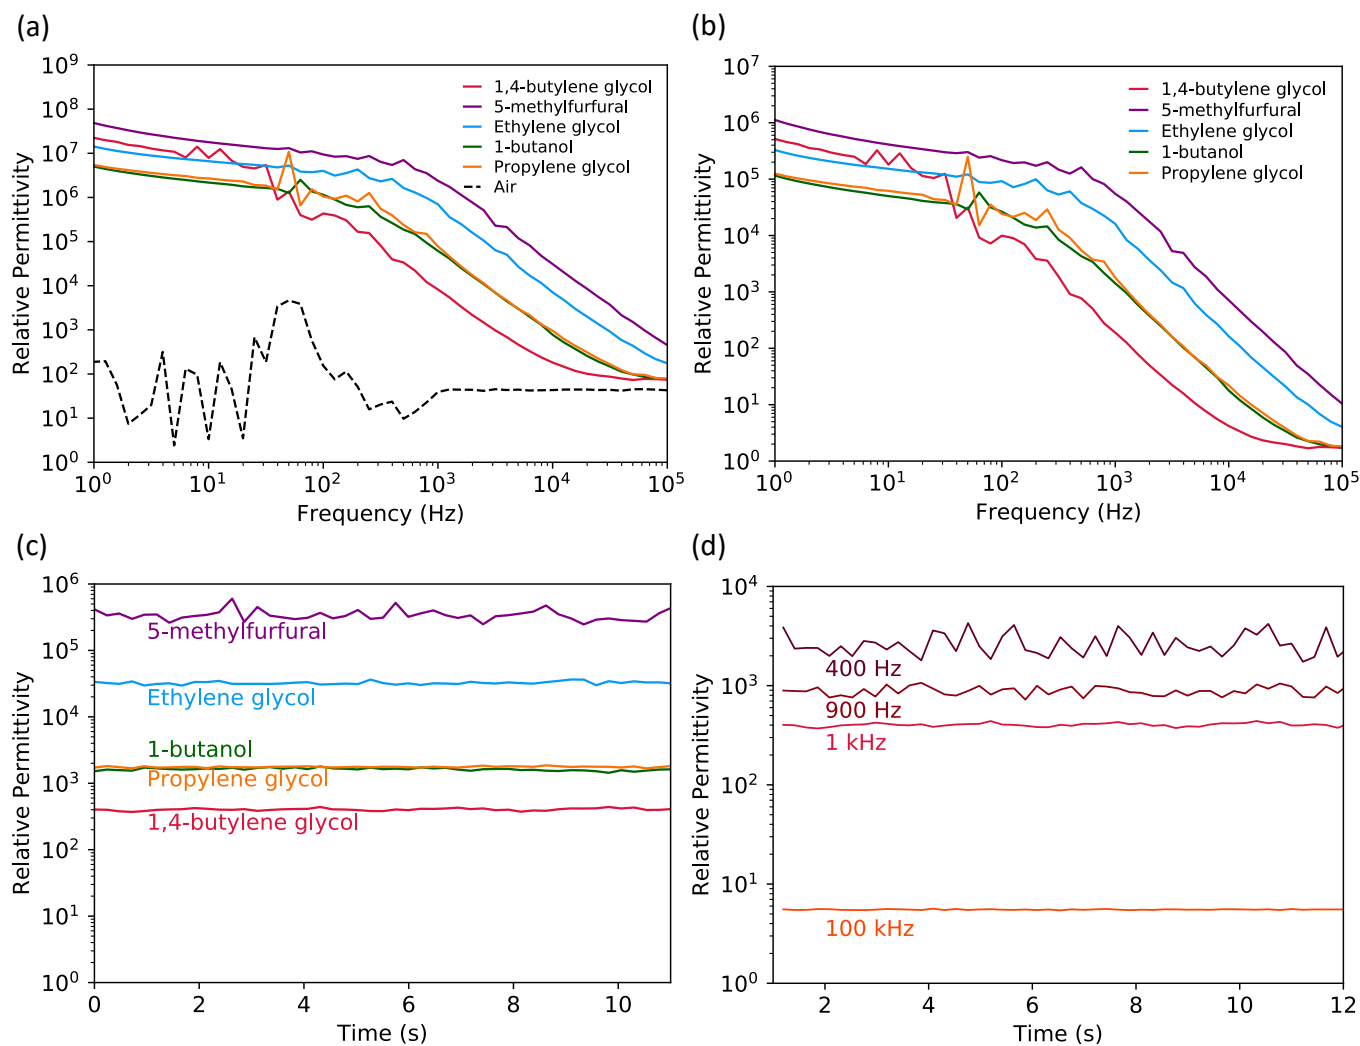 (a)
10⁹
10⁸
10⁷
10⁶
10⁵
10⁴
10³
10²
10¹
10⁰
Relative Permittivity
1,4-butylene glycol
5-methylfurfural
Ethylene glycol
1-butanol
Propylene glycol
Air
10⁰ 10¹ 10² 10³ 10⁴ 10⁵
Frequency (Hz)
(b)
10⁷
10⁶
10⁵
10⁴
10³
10²
10¹
10⁰
Relative Permittivity
1,4-butylene glycol
5-methylfurfural
Ethylene glycol
1-butanol
Propylene glycol
10⁰ 10¹ 10² 10³ 10⁴ 10⁵
Frequency (Hz)
(c)
10⁶
10⁵
10⁴
10³
10²
10¹
10⁰
Relative Permittivity
5-methylfurfural
Ethylene glycol
1-butanol
Propylene glycol
1,4-butylene glycol
0 2 4 6 8 10
Time (s)
(d)
10⁴
10³
10²
10¹
10⁰
Relative Permittivity
400 Hz
900 Hz
1 kHz
100 kHz
2 4 6 8 10 12
Time (s)